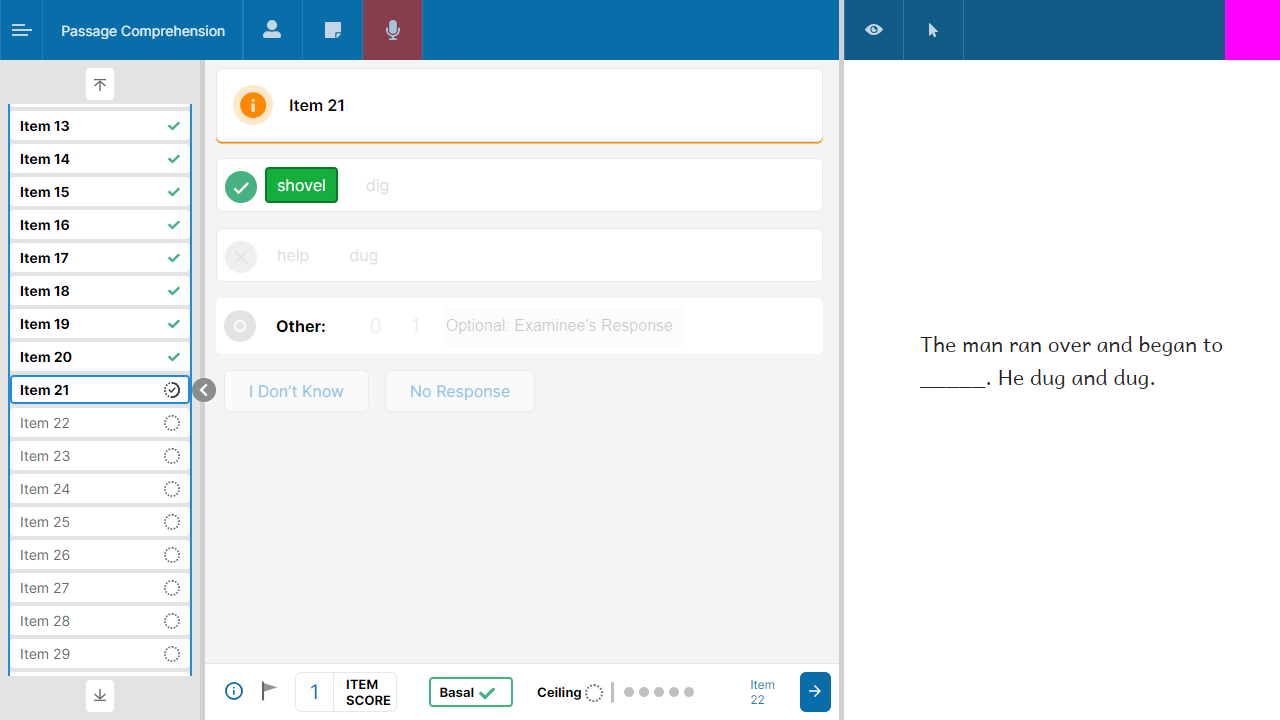 Passage Comprehension
Item 13
Item 14
Item 15
Item 16
Item 17
Item 18
Item 19
Item 20
Item 21
Item 22
Item 23
Item 24
Item 25
Item 26
Item 27
Item 28
Item 29
Item 21
shovel dig
help dug
Other: 0 1 Optional: Examinee's Response
I Don't Know No Response
1 ITEM SCORE
Basal
Ceiling
Item 22
The man ran over and began to
_____. He dug and dug.